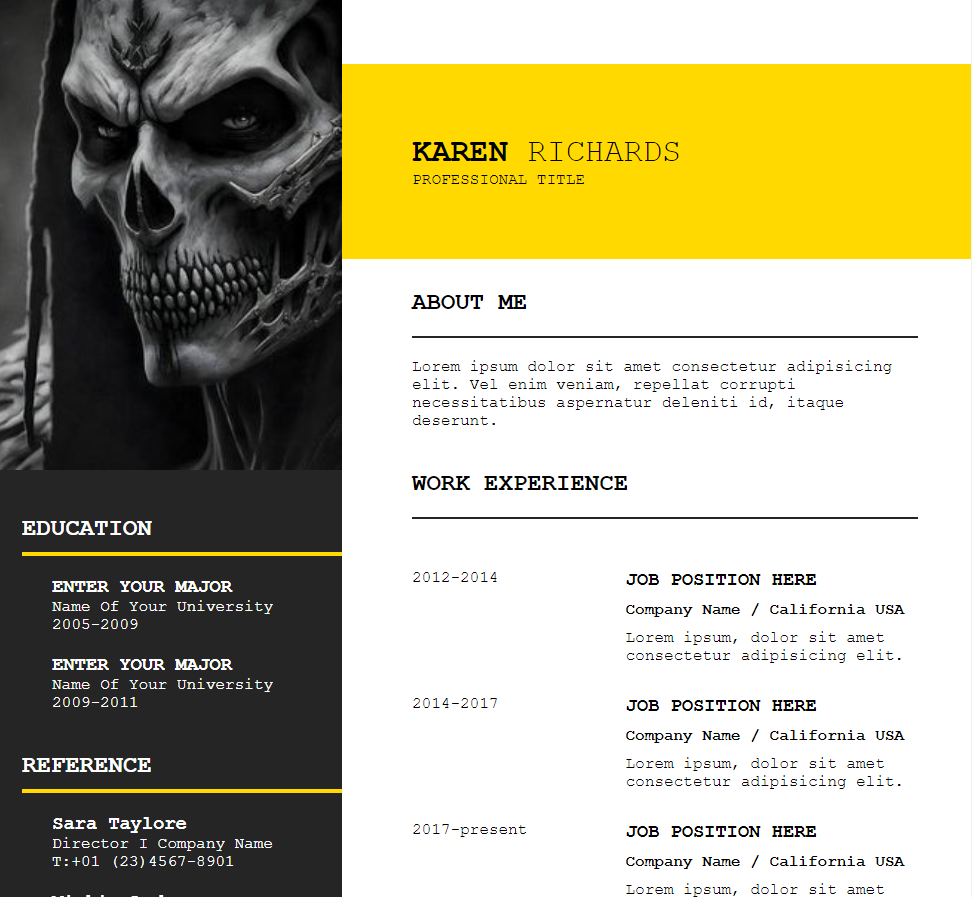 EDUCATION
ENTER YOUR MAJOR
Name Of Your University
2005-2009
ENTER YOUR MAJOR
Name Of Your University
2009-2011
REFERENCE
Sara Taylore
Director I Company Name
T:+01 (23)4567-8901
KAREN RICHARDS
PROFESSIONAL TITLE
ABOUT ME
Lorem ipsum dolor sit amet consectetur adipisicing
elit. Vel enim veniam, repellat corrupti
necessitatibus aspernatur deleniti id, itaque
deserunt.
WORK EXPERIENCE
2012-2014
JOB POSITION HERE
Company Name / California USA
Lorem ipsum, dolor sit amet
consectetur adipisicing elit.
2014-2017
JOB POSITION HERE
Company Name / California USA
Lorem ipsum, dolor sit amet
consectetur adipisicing elit.
2017-present
JOB POSITION HERE
Company Name / California USA
Lorem ipsum, dolor sit amet